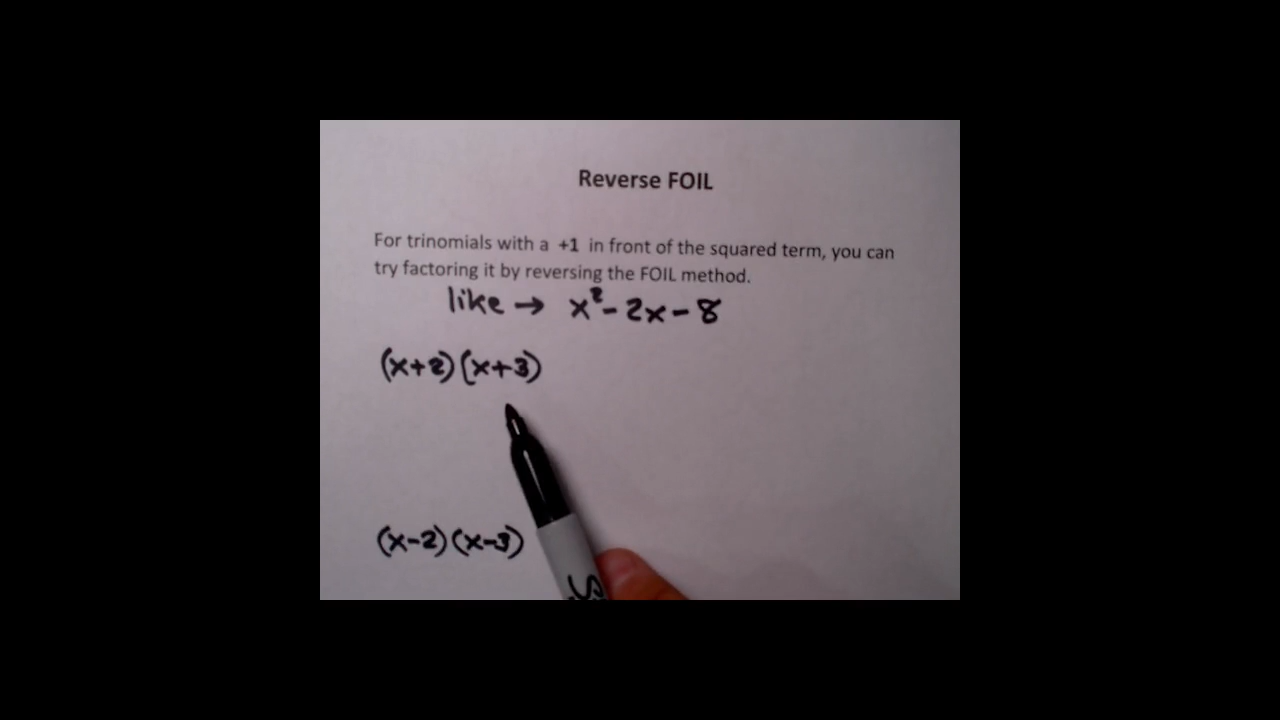 Reverse FOIL
For trinomials with a +1 in front of the squared term, you can
try factoring it by reversing the FOIL method.
like → x²- 2x - 8
(x+2)(x+3)
(x-2)(x-3)